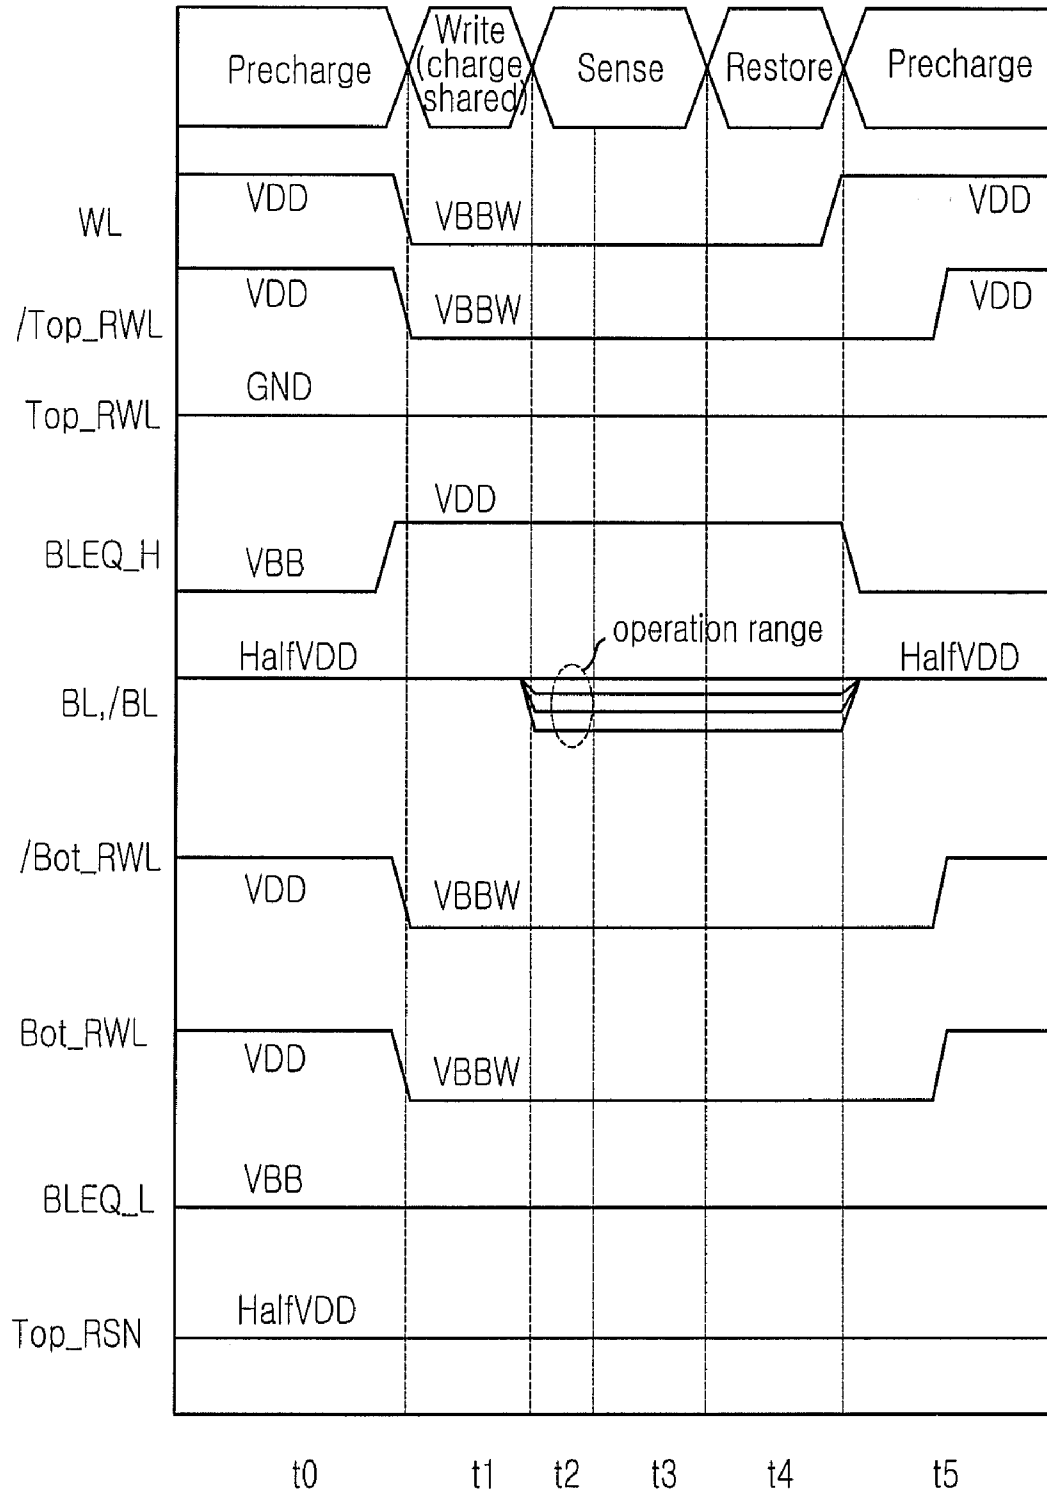 Precharge
Write
(charge
shared)
Sense
Restore
Precharge
WL
VDD
VBBW
VDD
/Top_RWL
VDD
VBBW
VDD
Top_RWL
GND
BLEQ_H
VBB
VDD
operation range
BL,/BL
HalfVDD
HalfVDD
/Bot_RWL
VDD
VBBW
Bot_RWL
VDD
VBBW
BLEQ_L
VBB
Top_RSN
HalfVDD
t0 t1 t2 t3 t4 t5